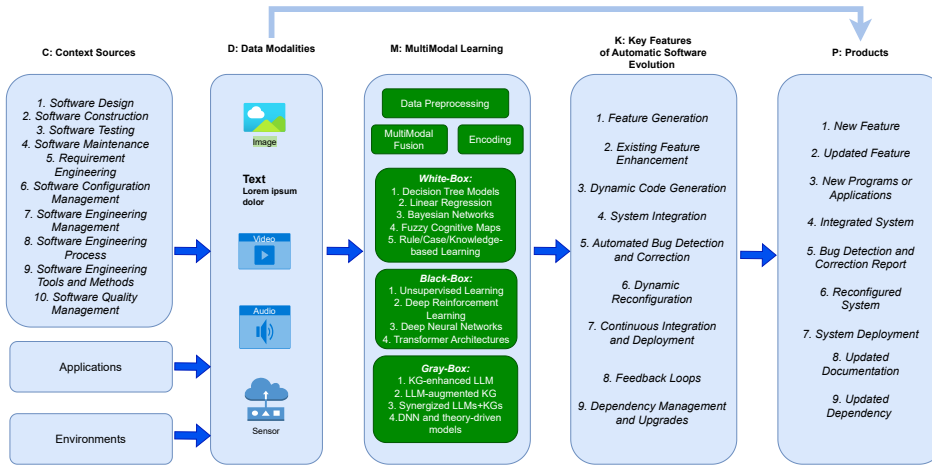 C: Context Sources
1. Software Design
2. Software Construction
3. Software Testing
4. Software Maintenance
5. Requirement
Engineering
6. Software Configuration
Management
7. Software Engineering
Management
8. Software Engineering
Process
9. Software Engineering
Tools and Methods
10. Software Quality
Management
Applications
Environments
D: Data Modalities
Image
Text
Lorem ipsum
dolor
Video
Audio
Sensor
M: MultiModal Learning
Data Preprocessing
MultiModal
Fusion
Encoding
White-Box:
1. Decision Tree Models
2. Linear Regression
3. Bayesian Networks
4. Fuzzy Cognitive Maps
5. Rule/Case/Knowledge-
based Learning
Black-Box:
1. Unsupervised Learning
2. Deep Reinforcement
Learning
3. Deep Neural Networks
4. Transformer Architectures
Gray-Box:
1. KG-enhanced LLM
2. LLM-augmented KG
3. Synergized LLMs+KGs
4.DNN and theory-driven
models
K: Key Features
of Automatic Software
Evolution
1. Feature Generation
2. Existing Feature
Enhancement
3. Dynamic Code Generation
4. System Integration
5. Automated Bug Detection
and Correction
6. Dynamic
Reconfiguration
7. Continuous Integration
and Deployment
8. Feedback Loops
9. Dependency Management
and Upgrades
P: Products
1. New Feature
2. Updated Feature
3. New Programs or
Applications
4. Integrated System
5. Bug Detection and
Correction Report
6. Reconfigured
System
7. System Deployment
8. Updated
Documentation
9. Updated
Dependency